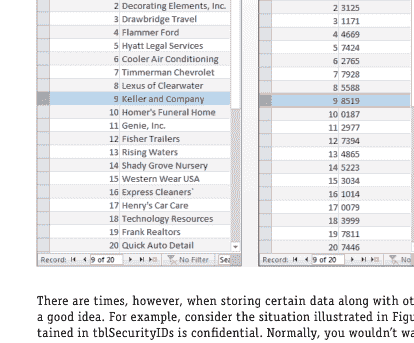 2 Decorating Elements, Inc.
3 Drawbridge Travel
4 Flammer Ford
5 Hyatt Legal Services
6 Cooler Air Conditioning
7 Timmerman Chevrolet
8 Lexus of Clearwater
9 Keller and Company
10 Homer's Funeral Home
11 Genie, Inc.
12 Fisher Trailers
13 Rising Waters
14 Shady Grove Nursery
15 Western Wear USA
16 Express Cleaners`
17 Henry's Car Care
18 Technology Resources
19 Frank Realtors
20 Quick Auto Detail
Record: 9 of 20 No Filter Sea
2 3125
3 1171
4 4669
5 7424
6 2765
7 7928
8 5588
9 8519
10 0187
11 2977
12 7394
13 4865
14 5223
15 3034
16 1014
17 0079
18 3999
19 7811
20 7446
Record: 9 of 20 No
There are times, however, when storing certain data along with ot
a good idea. For example, consider the situation illustrated in Figu
tained in tblSecurityIDs is confidential. Normally, you wouldn't wa